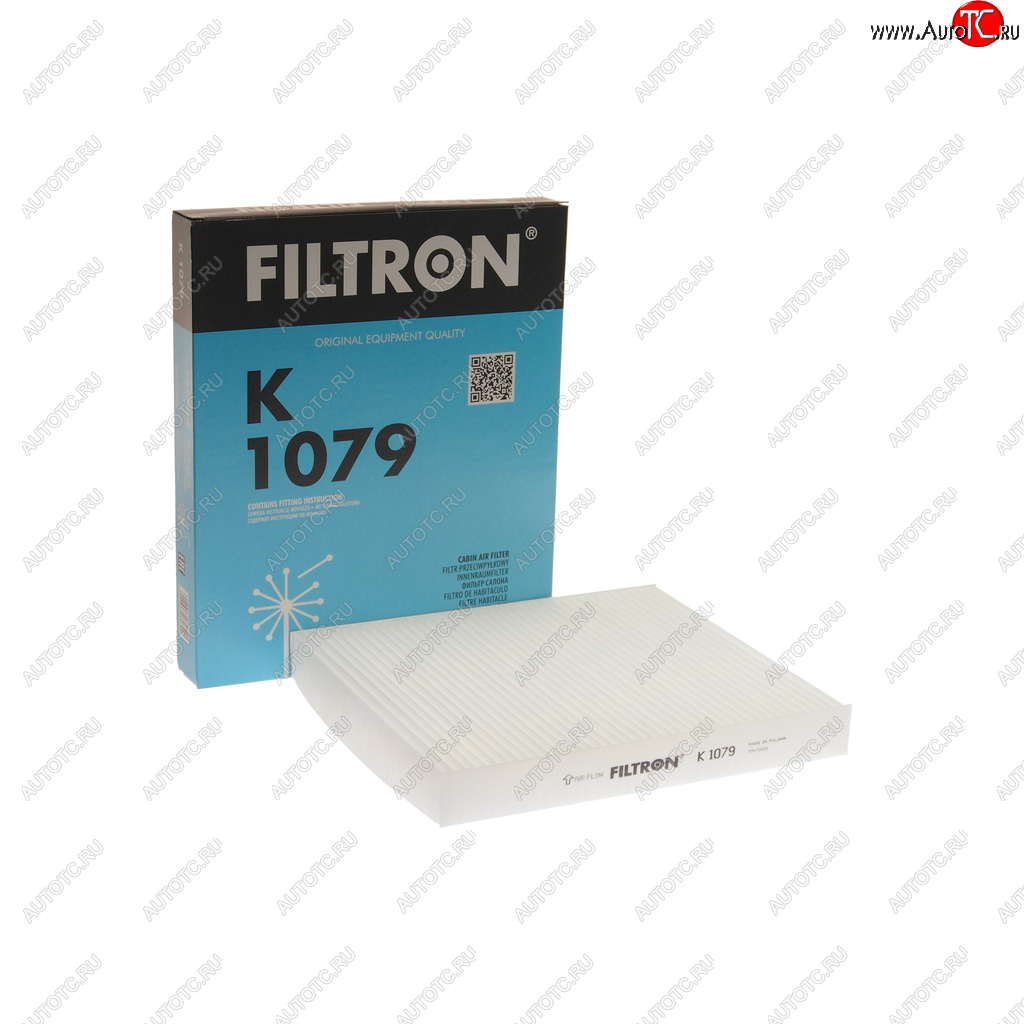 www.AutoTC.ru
FILTRON®
ORIGINAL EQUIPMENT QUALITY
K
1079
CONTAINS FITTING INSTRUCTION
CABIN AIR FILTER
FILTR PRZECIWPYŁKOWY
INNENRAUMFILTER
ФИЛЬТР САЛОНА
FILTRO DE HABITÁCULO
FILTRE HABITACLE
AIR FLOW FILTRON K 1079
MADE IN POLAND
AUTOTC.RU